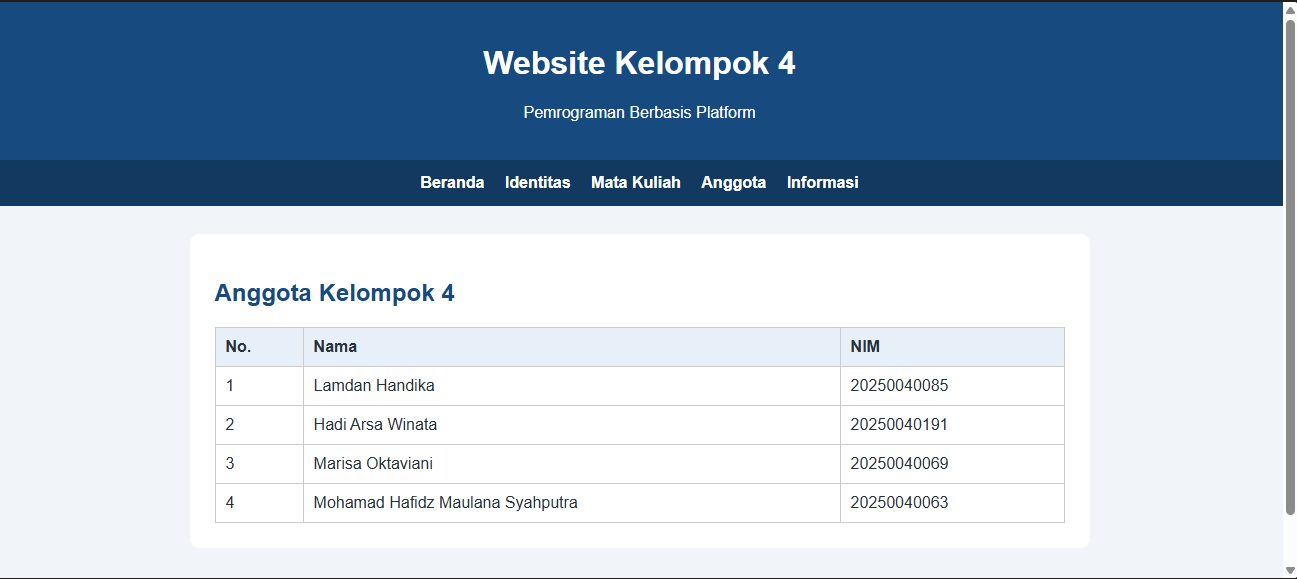 Website Kelompok 4
Pemrograman Berbasis Platform
Beranda Identitas Mata Kuliah Anggota Informasi
Anggota Kelompok 4
No. Nama NIM
1 Lamdan Handika 20250040085
2 Hadi Arsa Winata 20250040191
3 Marisa Oktaviani 20250040069
4 Mohamad Hafidz Maulana Syahputra 20250040063